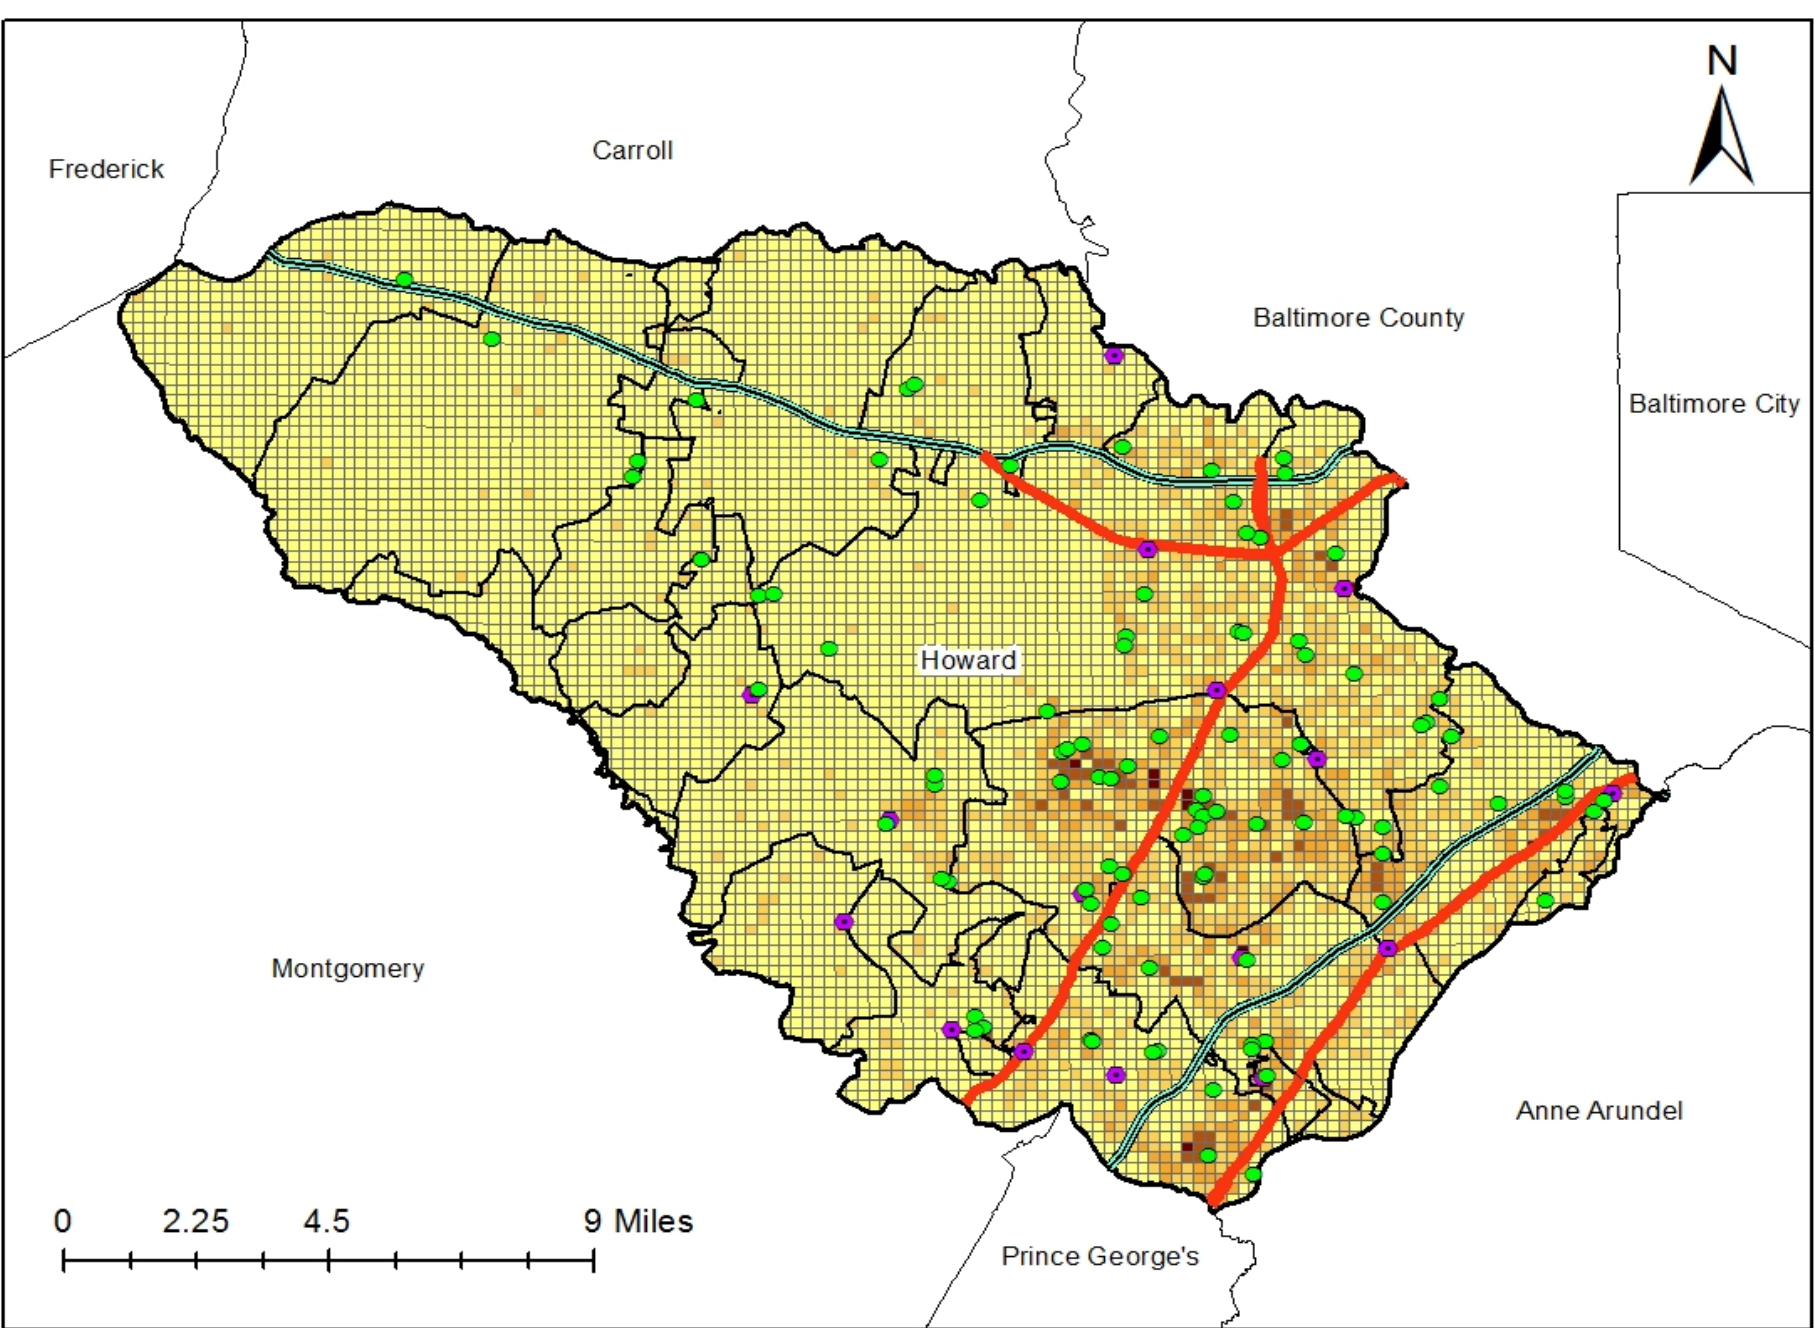 N
Carroll
Frederick
Baltimore County
Baltimore City
Howard
Montgomery
Anne Arundel
0 2.25 4.5 9 Miles
Prince George's